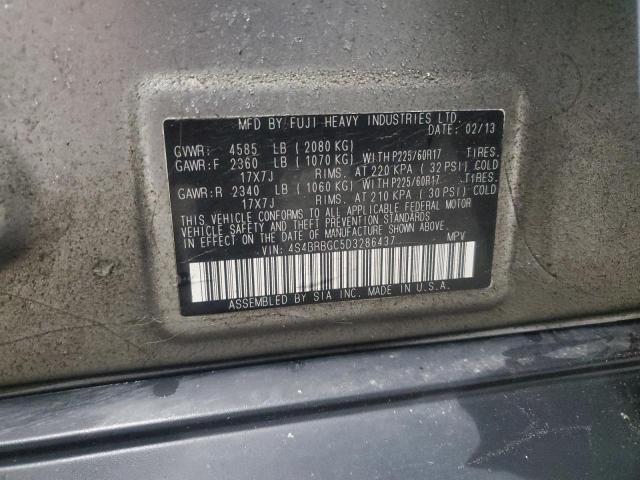 MFD BY FUJI HEAVY INDUSTRIES LTD.
DATE: 02/13
GVWR: 4585 LB ( 2080 KG)
GAWR:F 2360 LB ( 1070 KG) WITH P225/60R17 TIRES.
17X7J RIMS. AT 220 KPA ( 32 PSI) COLD
GAWR:R 2340 LB ( 1060 KG) WITH P225/60R17 TIRES.
17X7J RIMS. AT 210 KPA ( 30 PSI) COLD
THIS VEHICLE CONFORMS TO ALL APPLICABLE FEDERAL MOTOR
VEHICLE SAFETY AND THEFT PREVENTION STANDARDS
IN EFFECT ON THE DATE OF MANUFACTURE SHOWN ABOVE.
VIN: 4S4BRBGC5D3286437 MPV
ASSEMBLED BY SIA INC. MADE IN U.S.A.